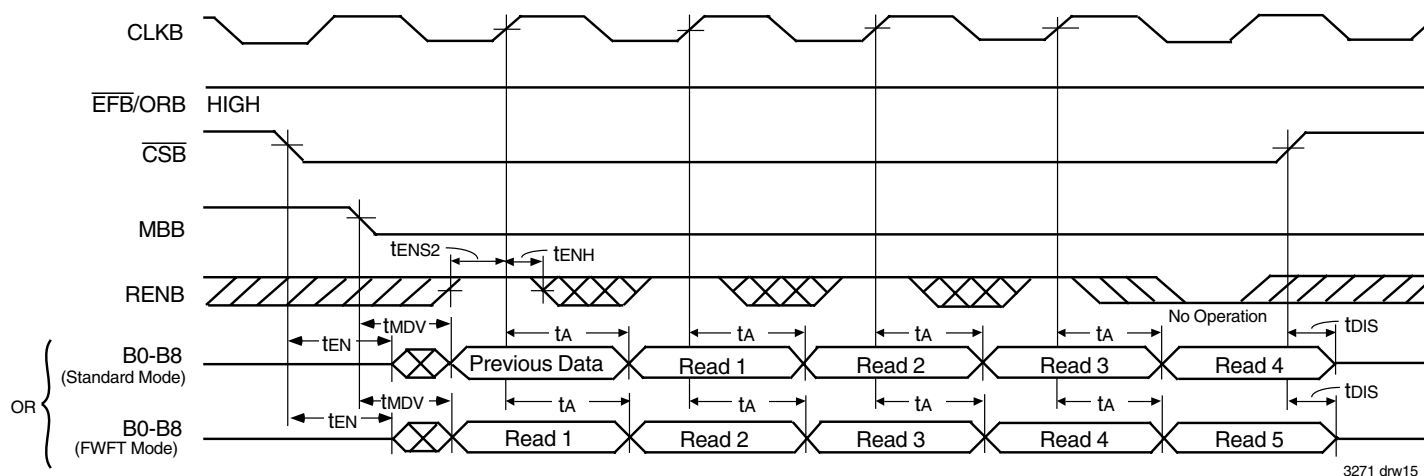 CLKB
EFB/ORB HIGH
CSB
MBB
tENS2 tENH
RENB
No Operation
tMDV tA tA tA tA tDIS
tEN
B0-B8 Previous Data Read 1 Read 2 Read 3 Read 4
(Standard Mode)
OR
tMDV tA tA tA tA tDIS
tEN
B0-B8 Read 1 Read 2 Read 3 Read 4 Read 5
(FWFT Mode)
3271 drw15